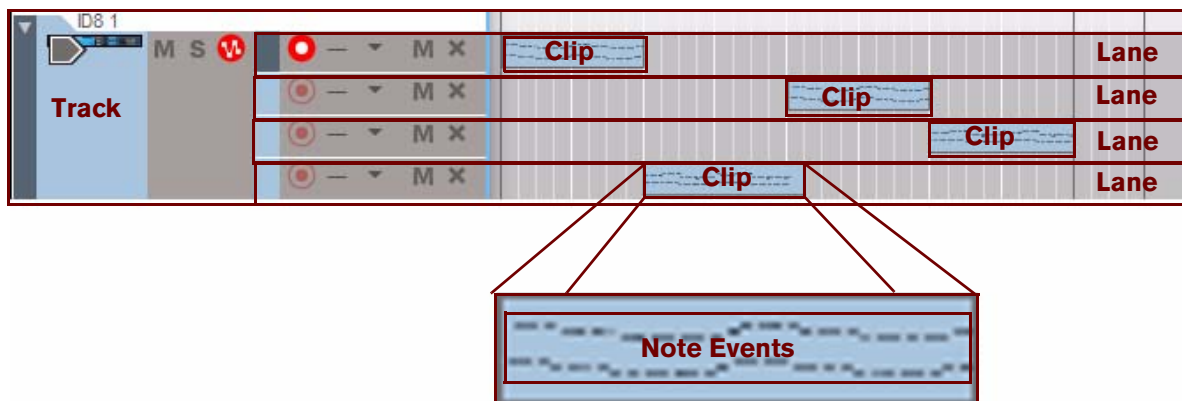 ID8 1
M S M Clip Lane
Track M Clip Lane
M Clip Lane
M Clip Lane
Note Events